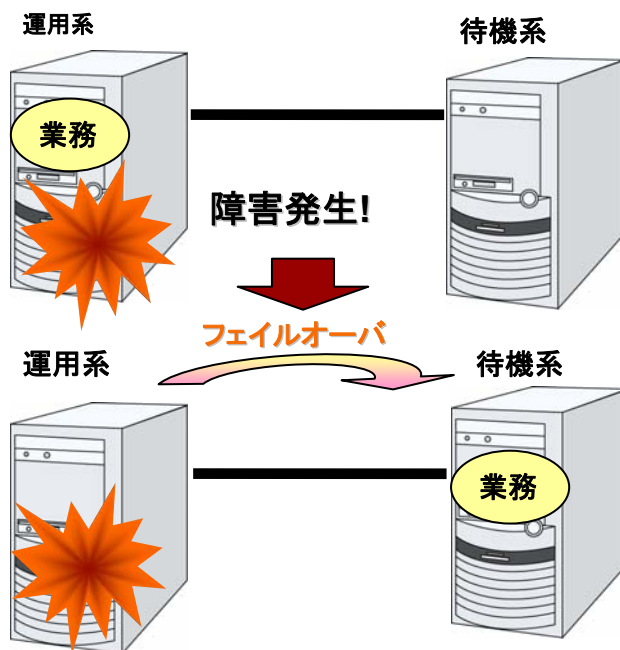 運用系
待機系
業務
障害発生!
フェイルオーバ
運用系
待機系
業務